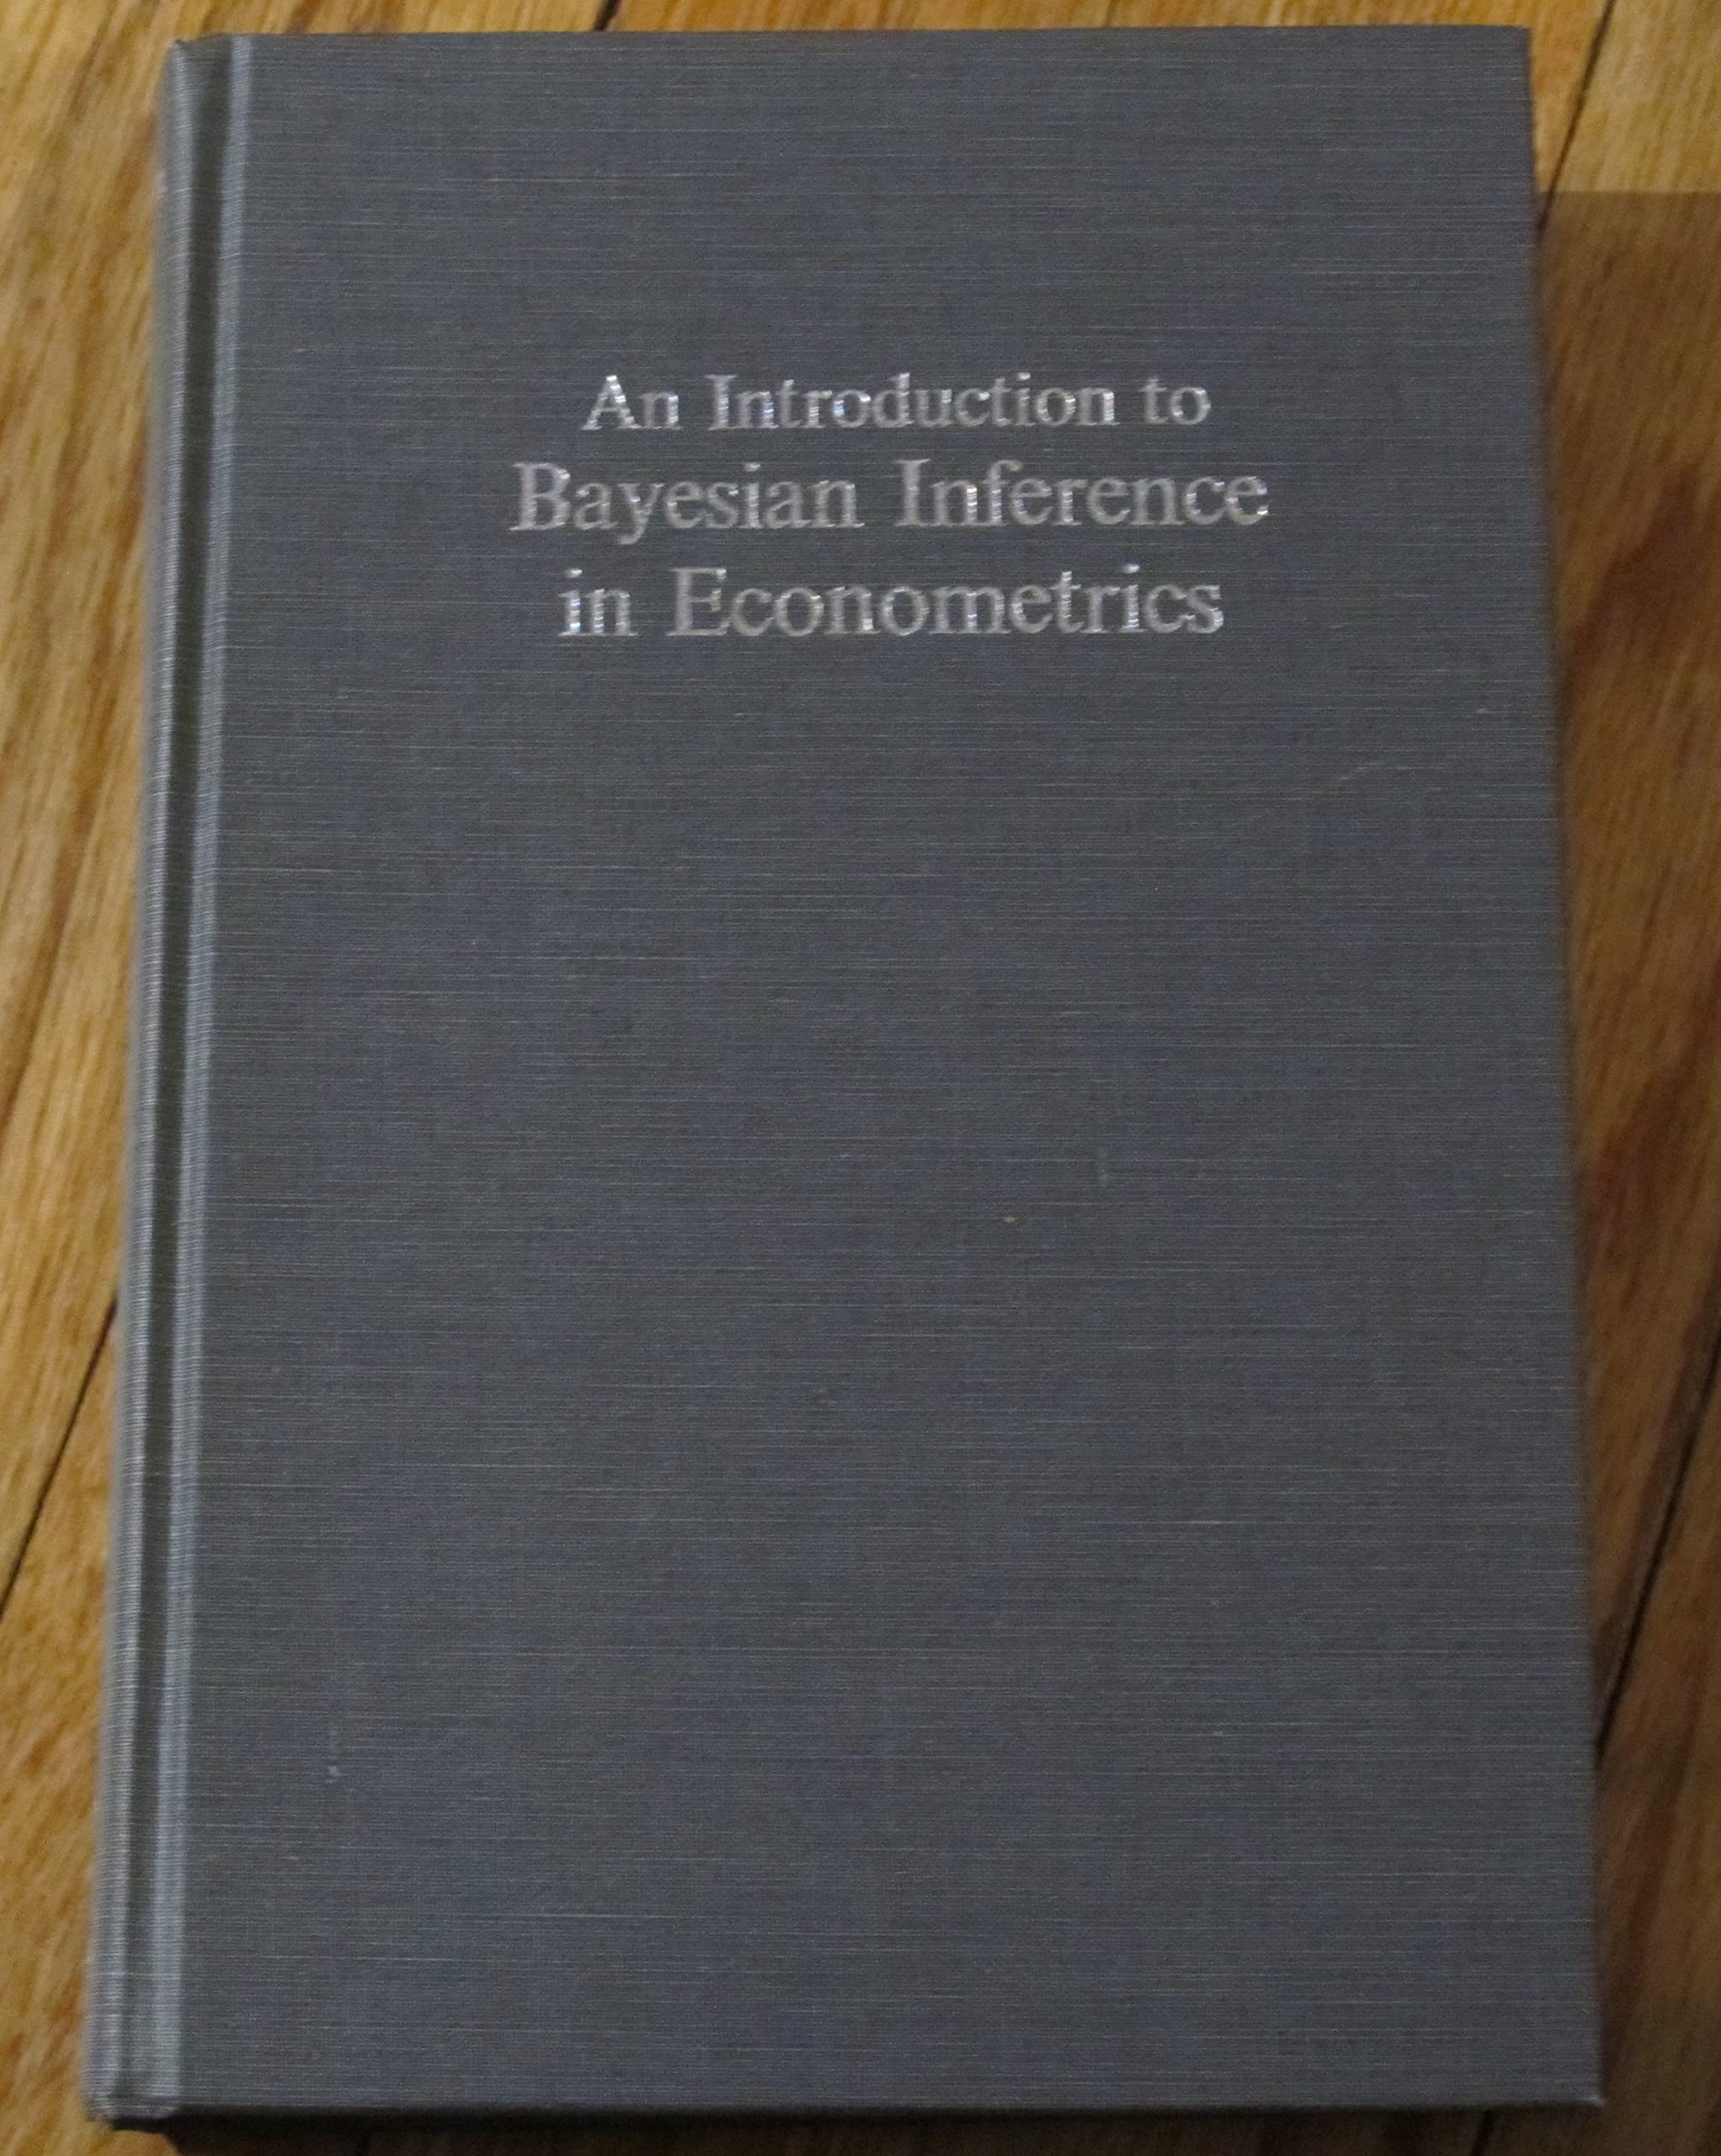 An Introduction to
Bayesian Inference
in Econometrics